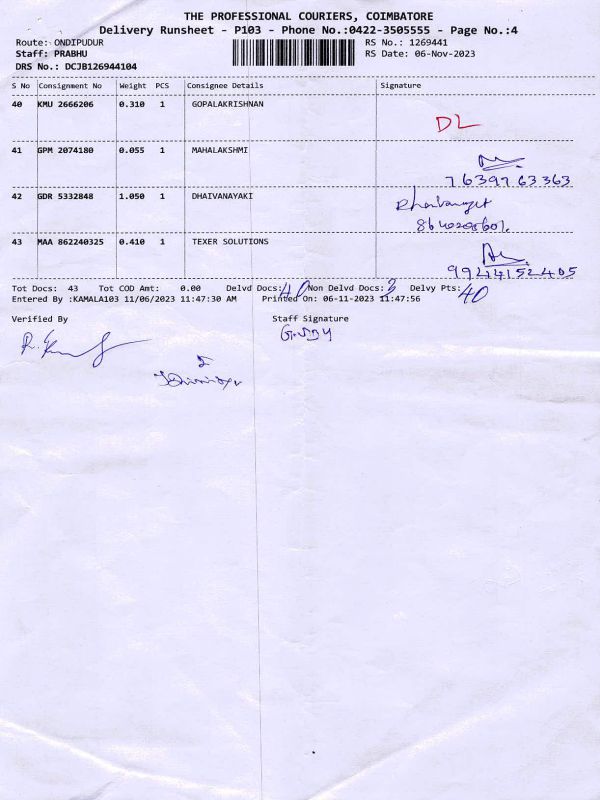 THE PROFESSIONAL COURIERS, COIMBATORE
Delivery Runsheet - P103 - Phone No.:0422-3505555 - Page No.:4
Route: ONDIPUDUR RS No.: 1269441
Staff: PRABHU RS Date: 06-Nov-2023
DRS No.: DCJB126944104
S No Consignment No Weight PCS Consignee Details Signature
40 KMU 2666206 0.310 1 GOPALAKRISHNAN
DL
41 GPM 2074180 0.055 1 MAHALAKSHMI
7639763363
42 GDR 5332848 1.050 1 DHAIVANAYAKI
43 MAA 862240325 0.410 1 TEXER SOLUTIONS
9944152405
Tot Docs: 43 Tot COD Amt: 0.00 Delvd Docs: 40 Non Delvd Docs: 3 Delvy Pts: 40
Entered By :KAMALA103 11/06/2023 11:47:30 AM Printed On: 06-11-2023 11:47:56
Verified By Staff Signature